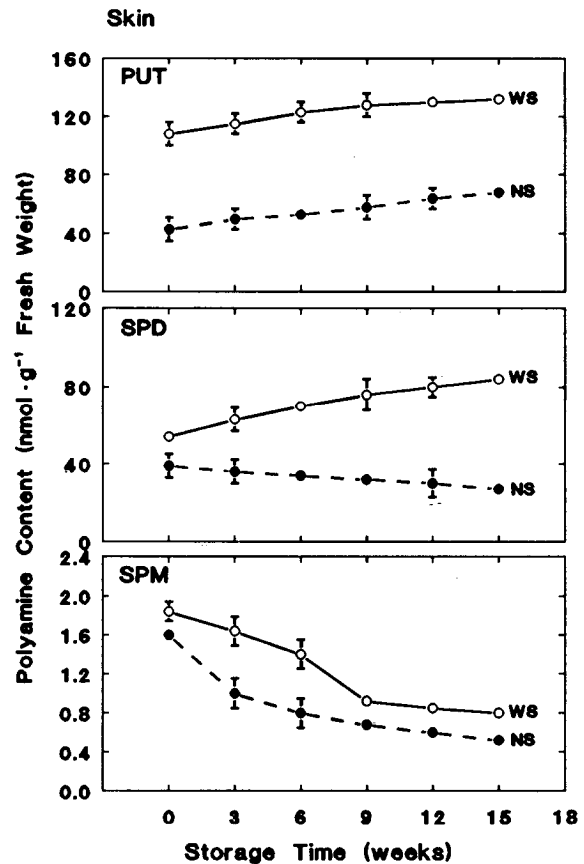 Skin
PUT
160
120
80
40
0
WS
NS
SPD
120
80
40
0
WS
NS
SPM
2.4
2.0
1.6
1.2
0.8
0.4
0.0
WS
NS
0 3 6 9 12 15 18
Storage Time (weeks)
Polyamine Content (nmol·g⁻¹ Fresh Weight)